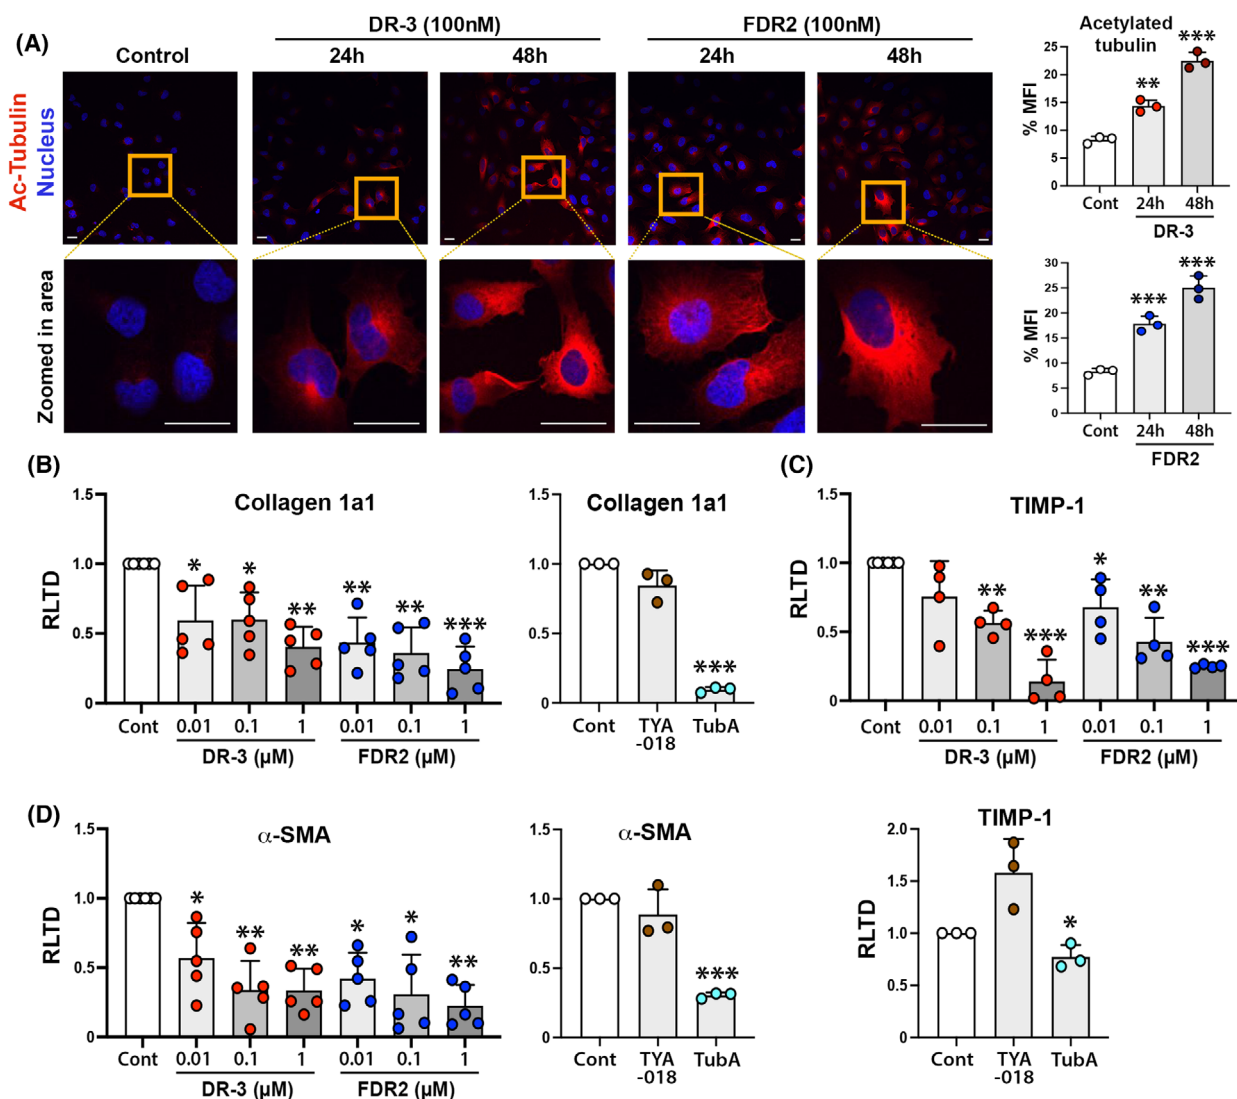 (A)
DR-3 (100nM)
FDR2 (100nM)
Control
24h
48h
24h
48h
Ac-Tubulin
Nucleus
Zoomed in area
Acetylated
tubulin
% MFI
25
20
15
10
5
0
**
***
Cont
24h
48h
DR-3
% MFI
30
25
20
15
10
5
0
***
***
Cont
24h
48h
FDR2
(B)
Collagen 1a1
RLTD
1.5
1.0
0.5
0
*
*
**
**
**
***
Cont
0.01
0.1
1
0.01
0.1
1
DR-3 (μM)
FDR2 (μM)
Collagen 1a1
1.5
1.0
0.5
0
***
Cont
TYA
-018
TubA
(C)
TIMP-1
RLTD
1.5
1.0
0.5
0
**
***
*
**
***
Cont
0.01
0.1
1
0.01
0.1
1
DR-3 (μM)
FDR2 (μM)
(D)
α-SMA
RLTD
1.5
1.0
0.5
0
*
**
**
*
*
**
Cont
0.01
0.1
1
0.01
0.1
1
DR-3 (μM)
FDR2 (μM)
α-SMA
1.5
1.0
0.5
0
***
Cont
TYA
-018
TubA
TIMP-1
RLTD
2.0
1.5
1.0
0.5
0
*
Cont
TYA
-018
TubA